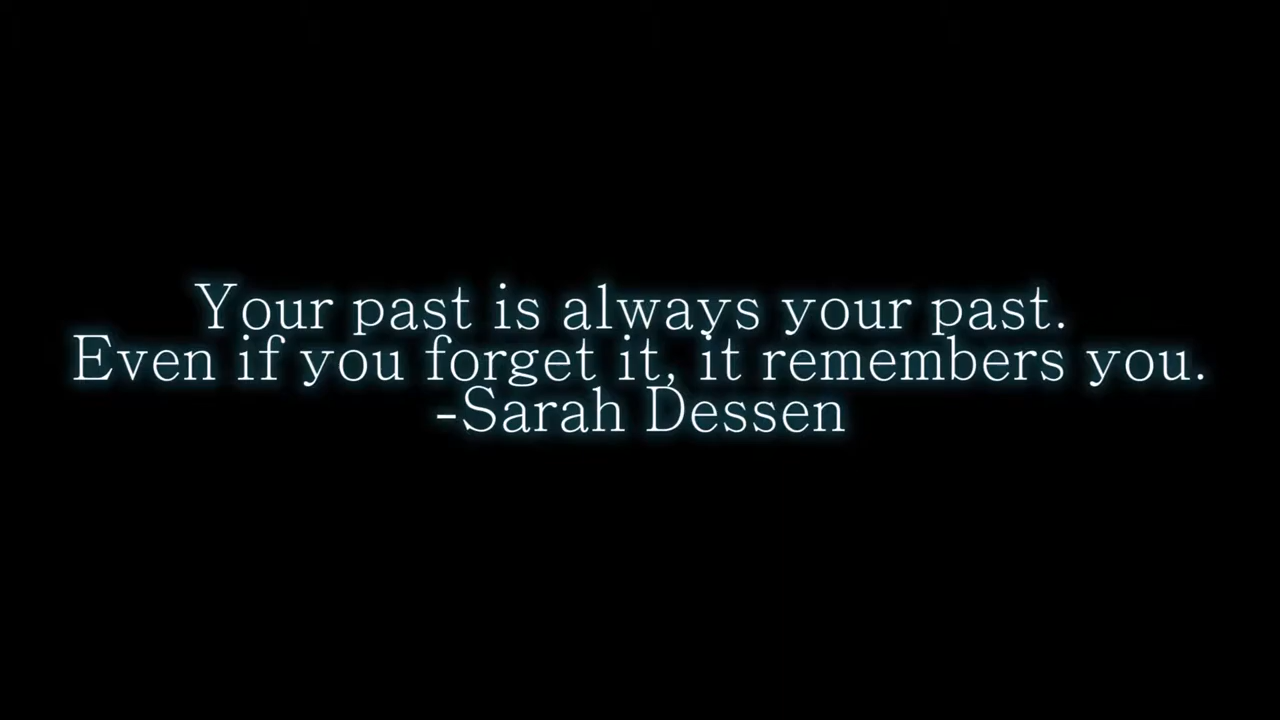 Your past is always your past.
Even if you forget it, it remembers you.
-Sarah Dessen